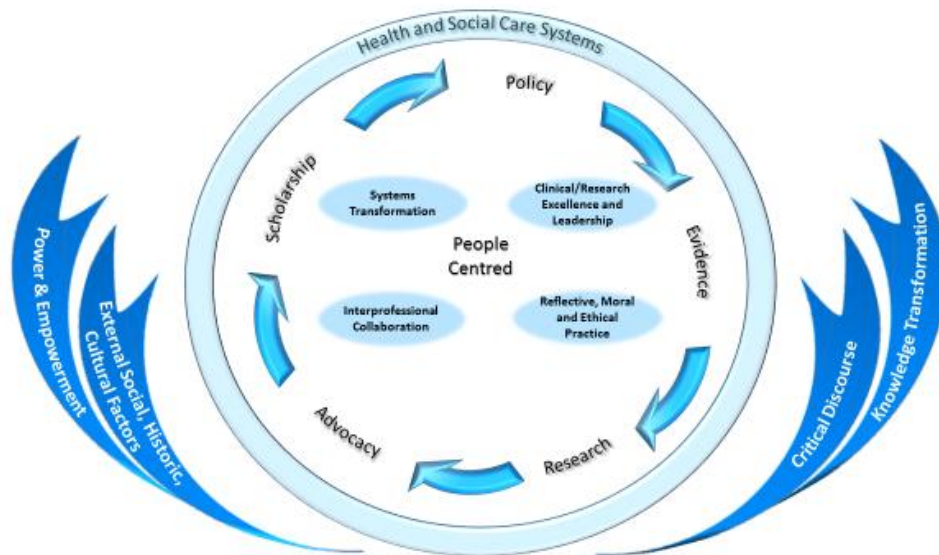 Health and Social Care Systems
Policy
Scholarship
Systems
Transformation
Clinical/Research
Excellence and
Leadership
People
Centred
Evidence
Interprofessional
Collaboration
Reflective, Moral
and Ethical
Practice
Advocacy
Research
Power & Empowerment
External Social, Historic,
Cultural Factors
Critical Discourse
Knowledge Transformation